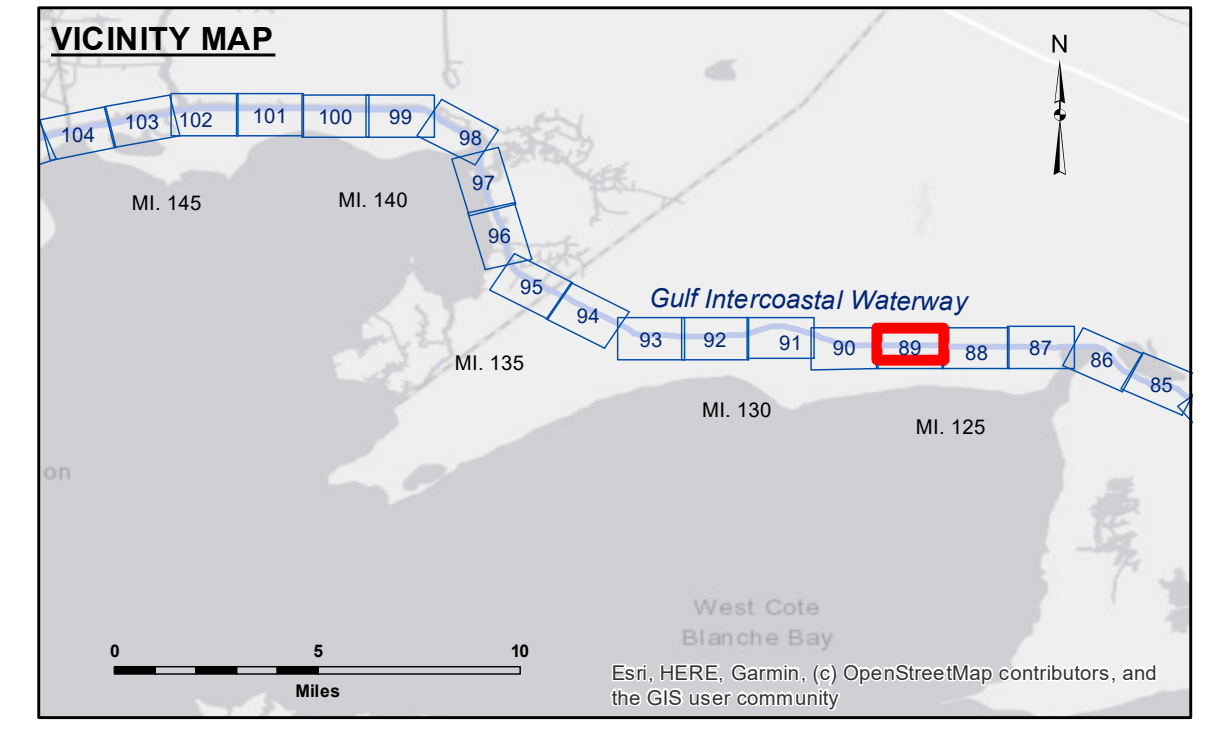 VICINITY MAP
N
104
103
102
101
100
99
98
97
MI. 145
MI. 140
96
95
Gulf Intercoastal Waterway
94
93
92
91
90
89
88
87
86
85
MI. 135
MI. 130
MI. 125
on
West Cote
Blanche Bay
0 5 10
Miles
Esri, HERE, Garmin, (c) OpenStreetMap contributors, and
the GIS user community